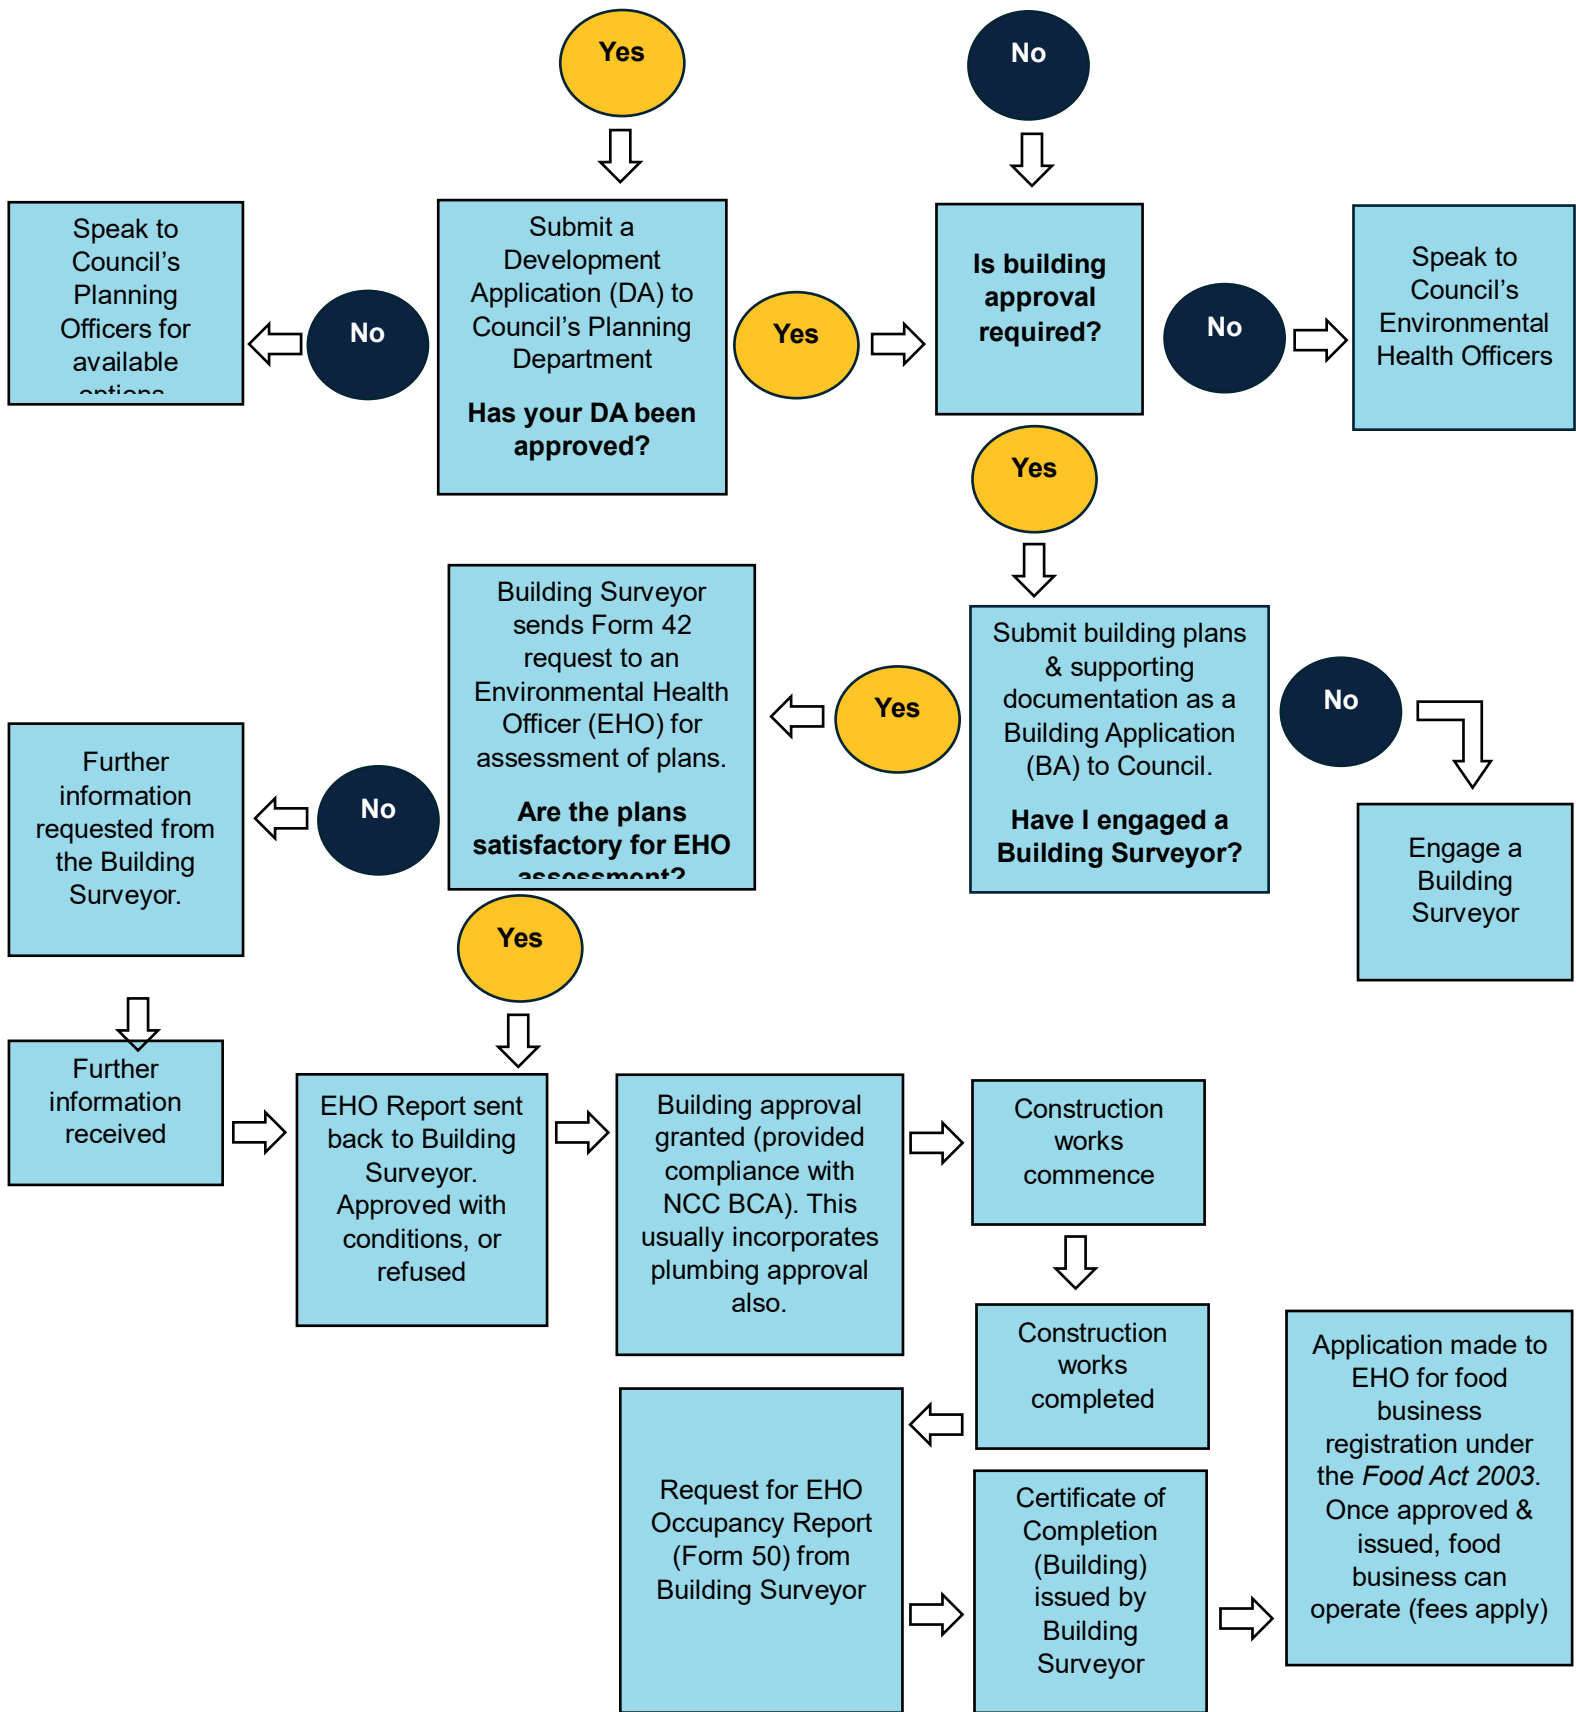 Yes
No
Speak to
Council’s
Planning
Officers for
available
options
No
Submit a
Development
Application (DA) to
Council’s Planning
Department
Has your DA been
approved?
Yes
Is building
approval
required?
No
Speak to
Council’s
Environmental
Health Officers
Yes
Submit building plans
& supporting
documentation as a
Building Application
(BA) to Council.
Have I engaged a
Building Surveyor?
No
Engage a
Building
Surveyor
Yes
Building Surveyor
sends Form 42
request to an
Environmental Health
Officer (EHO) for
assessment of plans.
Are the plans
satisfactory for EHO
assessment?
No
Further
information
requested from
the Building
Surveyor.
Yes
Further
information
received
EHO Report sent
back to Building
Surveyor.
Approved with
conditions, or
refused
Building approval
granted (provided
compliance with
NCC BCA). This
usually incorporates
plumbing approval
also.
Construction
works
commence
Construction
works
completed
Request for EHO
Occupancy Report
(Form 50) from
Building Surveyor
Certificate of
Completion
(Building)
issued by
Building
Surveyor
Application made to
EHO for food
business
registration under
the Food Act 2003.
Once approved &
issued, food
business can
operate (fees apply)